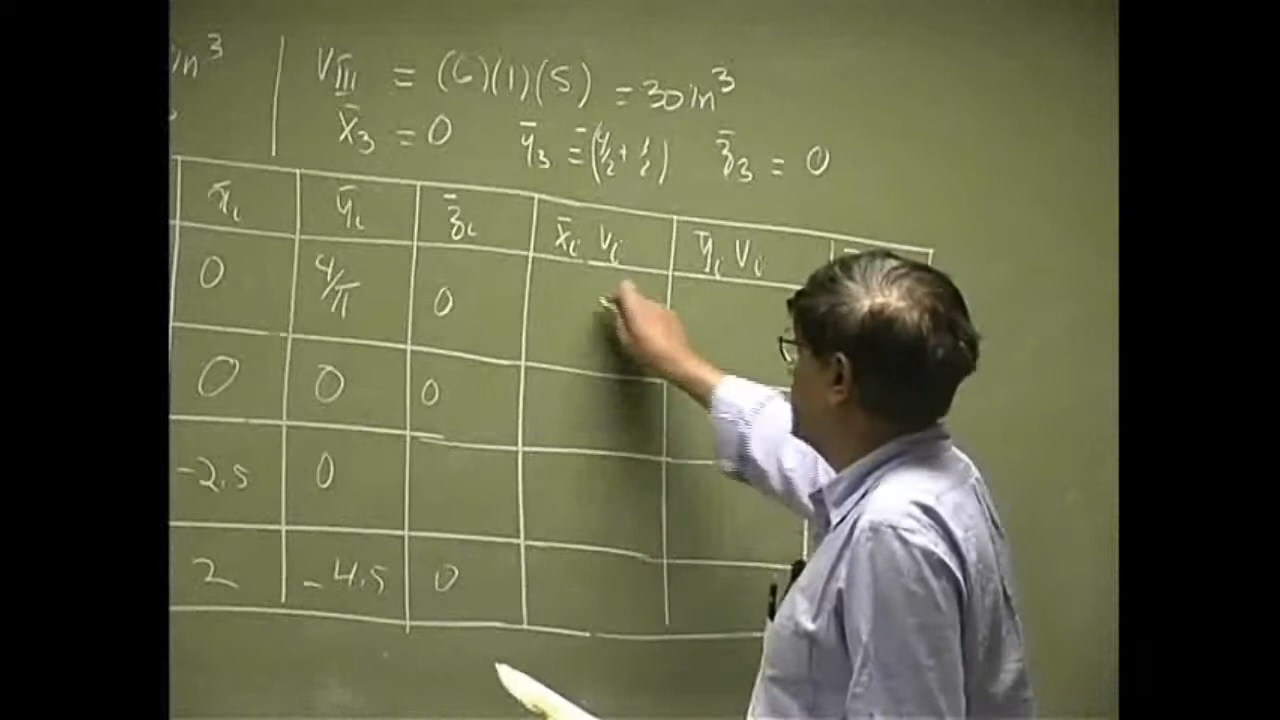 in³ V_III = (6)(1)(5) = 30 in³
x̄₃ = 0 ȳ₃ = -(4/2 + 1/2) z̄₃ = 0
x̄ᵢ ȳᵢ z̄ᵢ x̄ᵢ Vᵢ ȳᵢ Vᵢ
0 4/π 0
0 0 0
-2.5 0
2 -4.5 0